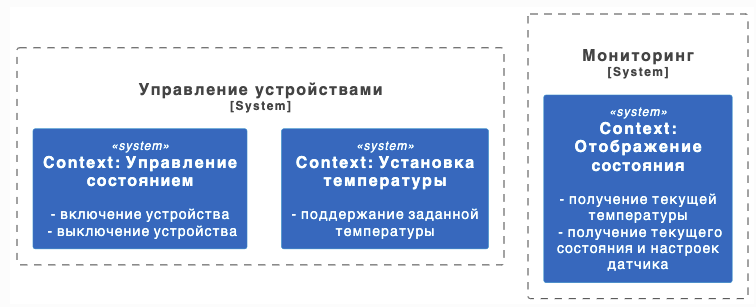 Управление устройствами
[System]
«system»
Context: Управление
состоянием
- включение устройства
- выключение устройства
«system»
Context: Установка
температуры
- поддержание заданной
температуры
Мониторинг
[System]
«system»
Context:
Отображение
состояния
- получение текущей
температуры
- получение текущего
состояния и настроек
датчика